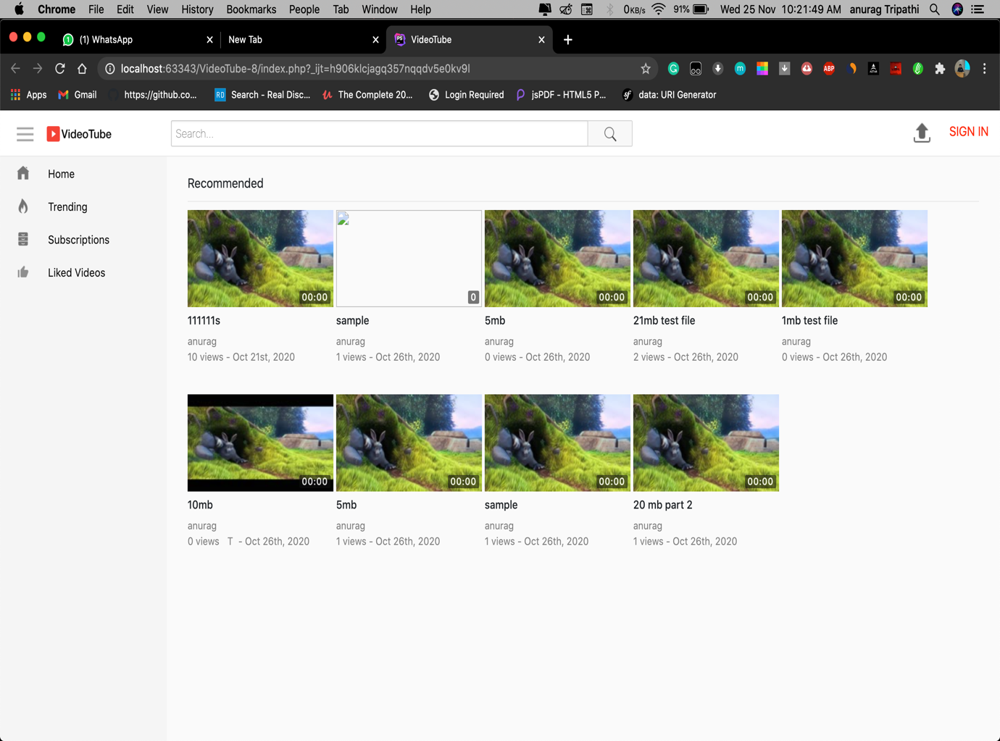 Chrome File Edit View History Bookmarks People Tab Window Help 0KB/s 91% Wed 25 Nov 10:21:49 AM anurag Tripathi
(1) WhatsApp New Tab VideoTube
localhost:63343/VideoTube-8/index.php?_ijt=h906klcjagq357nqqdv5e0kv9l
Apps Gmail https://github.co... RD Search - Real Disc... The Complete 20... Login Required jsPDF - HTML5 P... data: URI Generator
VideoTube Search... SIGN IN
Home
Trending
Subscriptions
Liked Videos
Recommended
00:00 0 00:00 00:00 00:00
111111s sample 5mb 21mb test file 1mb test file
anurag anurag anurag anurag anurag
10 views - Oct 21st, 2020 1 views - Oct 26th, 2020 0 views - Oct 26th, 2020 2 views - Oct 26th, 2020 0 views - Oct 26th, 2020
00:00 00:00 00:00 00:00
10mb 5mb sample 20 mb part 2
anurag anurag anurag anurag
0 views T - Oct 26th, 2020 1 views - Oct 26th, 2020 1 views - Oct 26th, 2020 1 views - Oct 26th, 2020